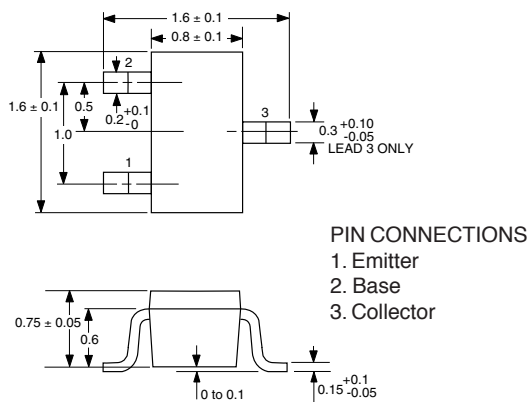 1.6 ± 0.1
0.8 ± 0.1
2
1.6 ± 0.1
1.0
0.5
0.2 +0.1
-0
3
0.3 +0.10
-0.05
LEAD 3 ONLY
1
PIN CONNECTIONS
1. Emitter
2. Base
3. Collector
0.75 ± 0.05
0.6
0 to 0.1
0.15 +0.1
-0.05